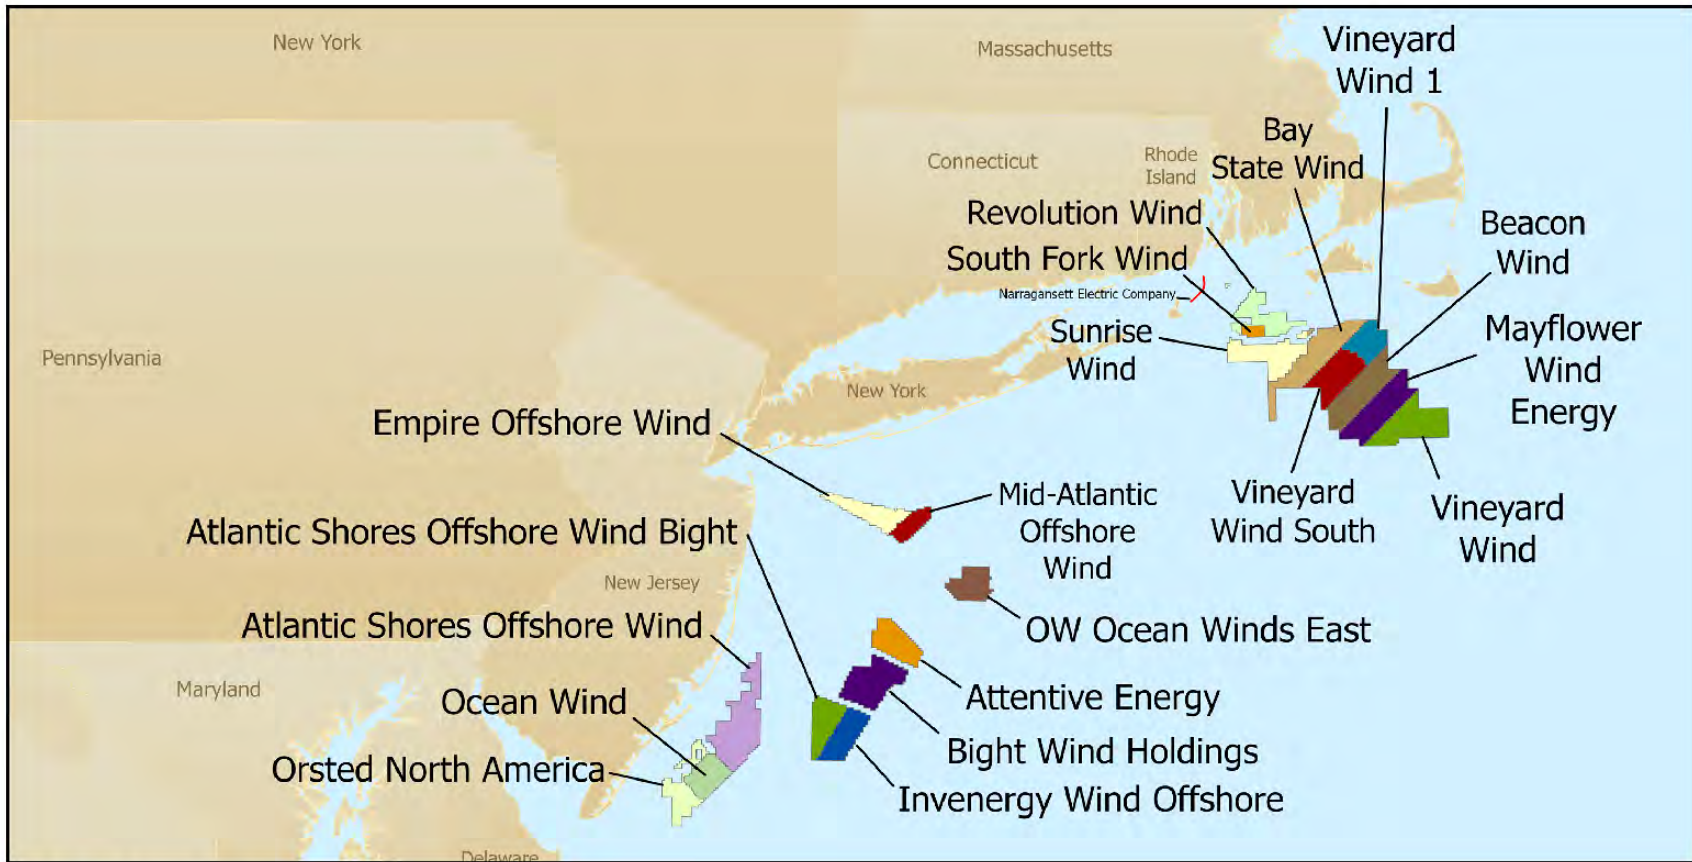 New York
Massachusetts
Vineyard
Wind 1
Bay
State Wind
Connecticut
Rhode
Island
Revolution Wind
South Fork Wind
Narragansett Electric Company
Beacon
Wind
Sunrise
Wind
Mayflower
Wind
Energy
Pennsylvania
New York
Empire Offshore Wind
Mid-Atlantic
Offshore
Wind
Vineyard
Wind South
Vineyard
Wind
Atlantic Shores Offshore Wind Bight
New Jersey
Atlantic Shores Offshore Wind
OW Ocean Winds East
Maryland
Ocean Wind
Attentive Energy
Orsted North America
Bight Wind Holdings
Invenergy Wind Offshore
Delaware